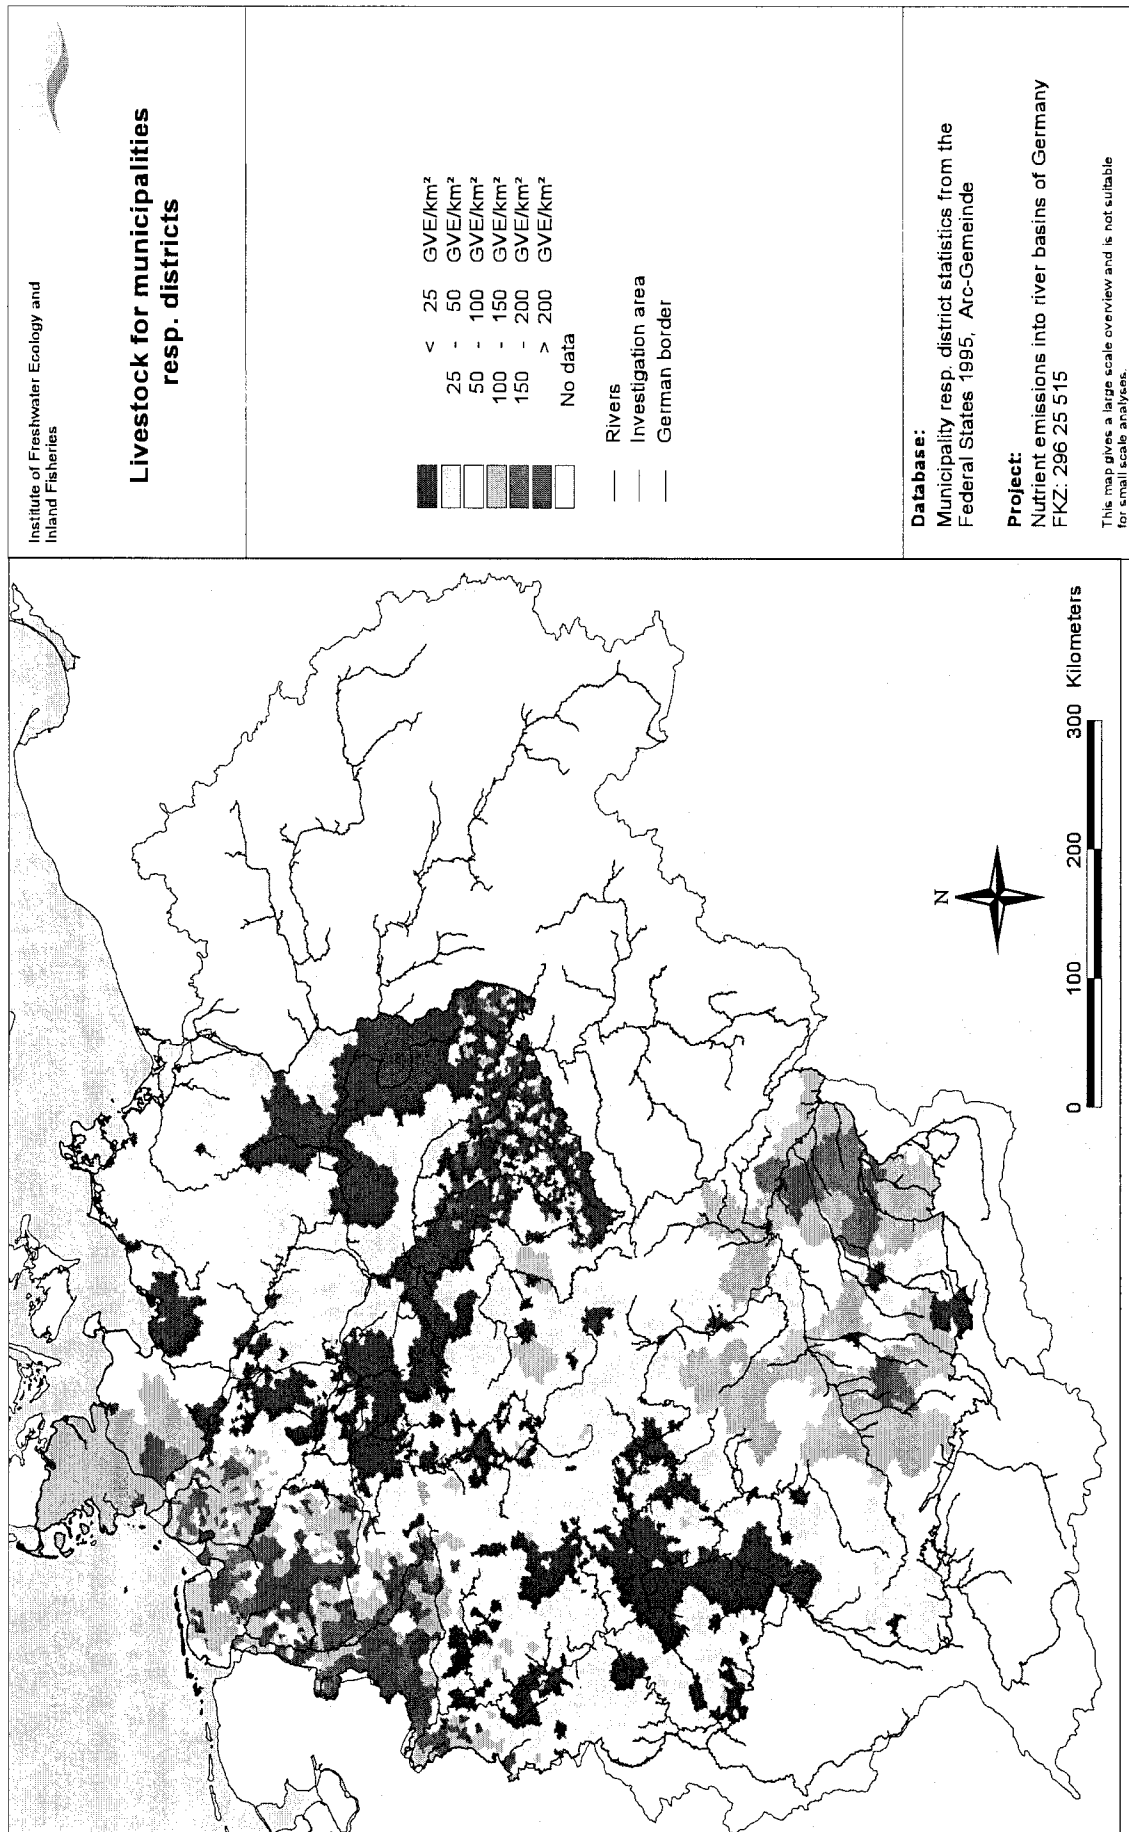 Institute of Freshwater Ecology and
Inland Fisheries
Livestock for municipalities
resp. districts
< 25 GVE/km²
25 - 50 GVE/km²
50 - 100 GVE/km²
100 - 150 GVE/km²
150 - 200 GVE/km²
> 200 GVE/km²
No data
Rivers
Investigation area
German border
Database:
Municipality resp. district statistics from the
Federal States 1995, Arc-Gemeinde
Project:
Nutrient emissions into river basins of Germany
FKZ: 296 25 515
This map gives a large scale overview and is not suitable
for small scale analyses.
N
0 100 200 300 Kilometers